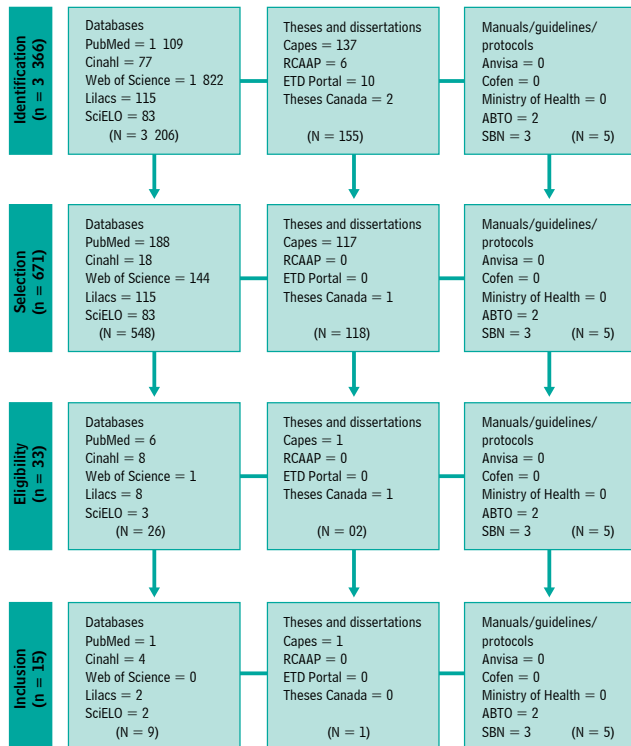 Identification
(n = 3 366)
Databases
PubMed = 1 109
Cinahl = 77
Web of Science = 1 822
Lilacs = 115
SciELO = 83
(N = 3 206)
Theses and dissertations
Capes = 137
RCAAP = 6
ETD Portal = 10
Theses Canada = 2
(N = 155)
Manuals/guidelines/
protocols
Anvisa = 0
Cofen = 0
Ministry of Health = 0
ABTO = 2
SBN = 3 (N = 5)
Selection
(n = 671)
Databases
PubMed = 188
Cinahl = 18
Web of Science = 144
Lilacs = 115
SciELO = 83
(N = 548)
Theses and dissertations
Capes = 117
RCAAP = 0
ETD Portal = 0
Theses Canada = 1
(N = 118)
Manuals/guidelines/
protocols
Anvisa = 0
Cofen = 0
Ministry of Health = 0
ABTO = 2
SBN = 3 (N = 5)
Eligibility
(n = 33)
Databases
PubMed = 6
Cinahl = 8
Web of Science = 1
Lilacs = 8
SciELO = 3
(N = 26)
Theses and dissertations
Capes = 1
RCAAP = 0
ETD Portal = 0
Theses Canada = 1
(N = 02)
Manuals/guidelines/
protocols
Anvisa = 0
Cofen = 0
Ministry of Health = 0
ABTO = 2
SBN = 3 (N = 5)
Inclusion
(n = 15)
Databases
PubMed = 1
Cinahl = 4
Web of Science = 0
Lilacs = 2
SciELO = 2
(N = 9)
Theses and dissertations
Capes = 1
RCAAP = 0
ETD Portal = 0
Theses Canada = 0
(N = 1)
Manuals/guidelines/
protocols
Anvisa = 0
Cofen = 0
Ministry of Health = 0
ABTO = 2
SBN = 3 (N = 5)